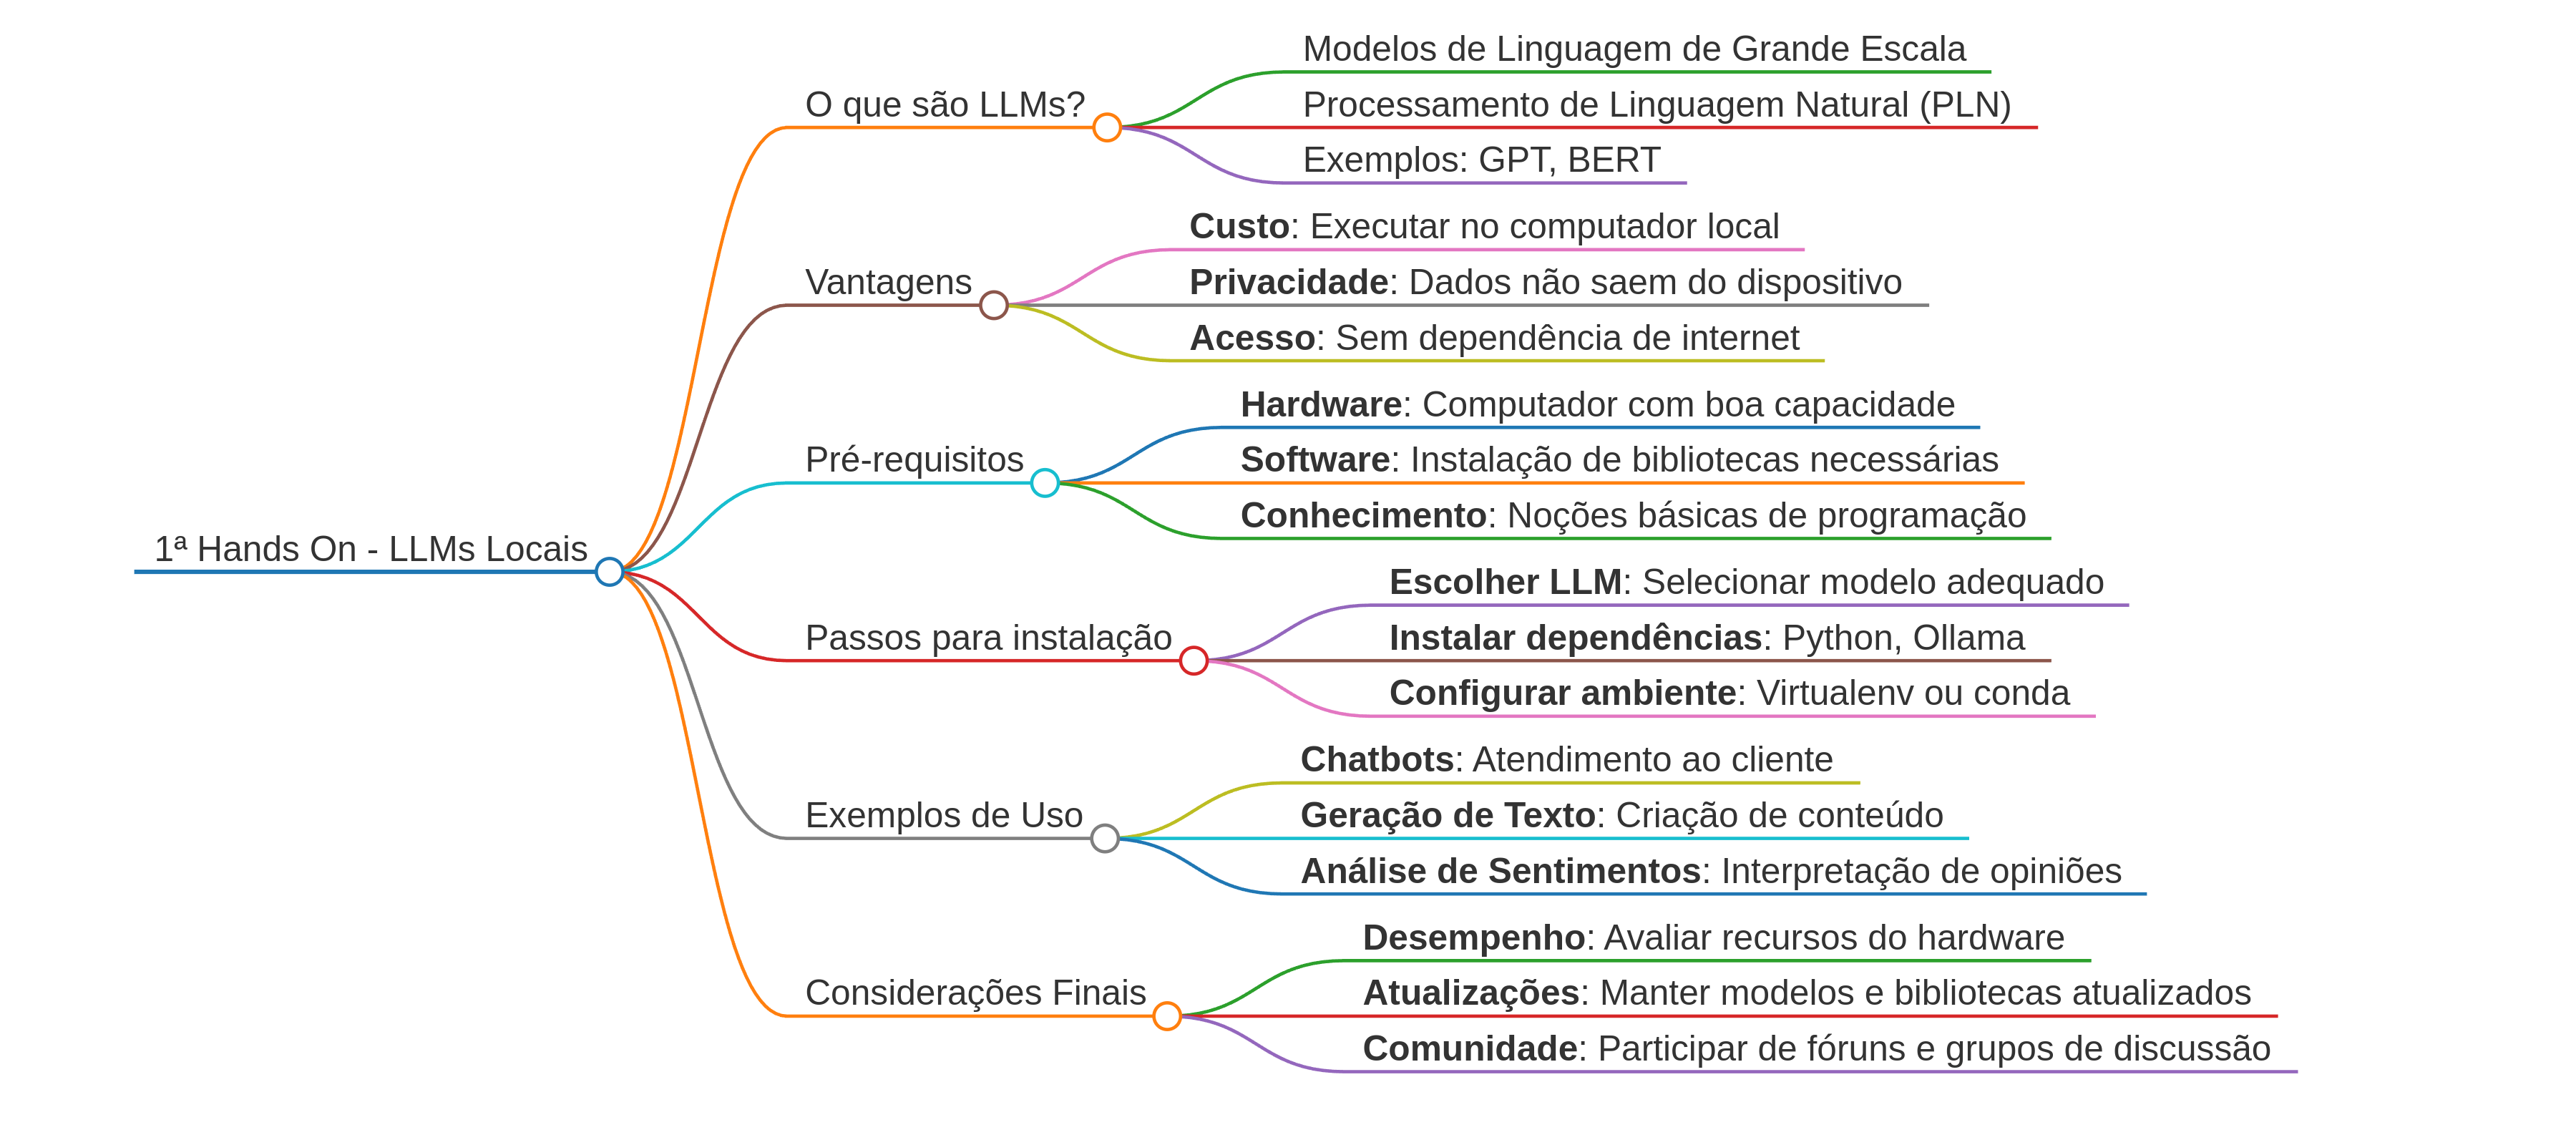 1ª Hands On - LLMs Locais
O que são LLMs?
Modelos de Linguagem de Grande Escala
Processamento de Linguagem Natural (PLN)
Exemplos: GPT, BERT
Vantagens
Custo: Executar no computador local
Privacidade: Dados não saem do dispositivo
Acesso: Sem dependência de internet
Pré-requisitos
Hardware: Computador com boa capacidade
Software: Instalação de bibliotecas necessárias
Conhecimento: Noções básicas de programação
Passos para instalação
Escolher LLM: Selecionar modelo adequado
Instalar dependências: Python, Ollama
Configurar ambiente: Virtualenv ou conda
Exemplos de Uso
Chatbots: Atendimento ao cliente
Geração de Texto: Criação de conteúdo
Análise de Sentimentos: Interpretação de opiniões
Considerações Finais
Desempenho: Avaliar recursos do hardware
Atualizações: Manter modelos e bibliotecas atualizados
Comunidade: Participar de fóruns e grupos de discussão